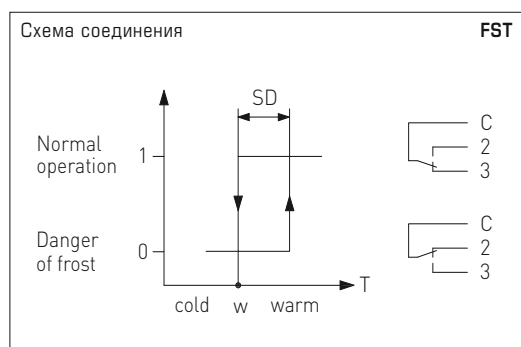 Схема соединения FST
SD
Normal
operation
1
Danger
of frost
0
T
cold w warm
C
2
3
C
2
3